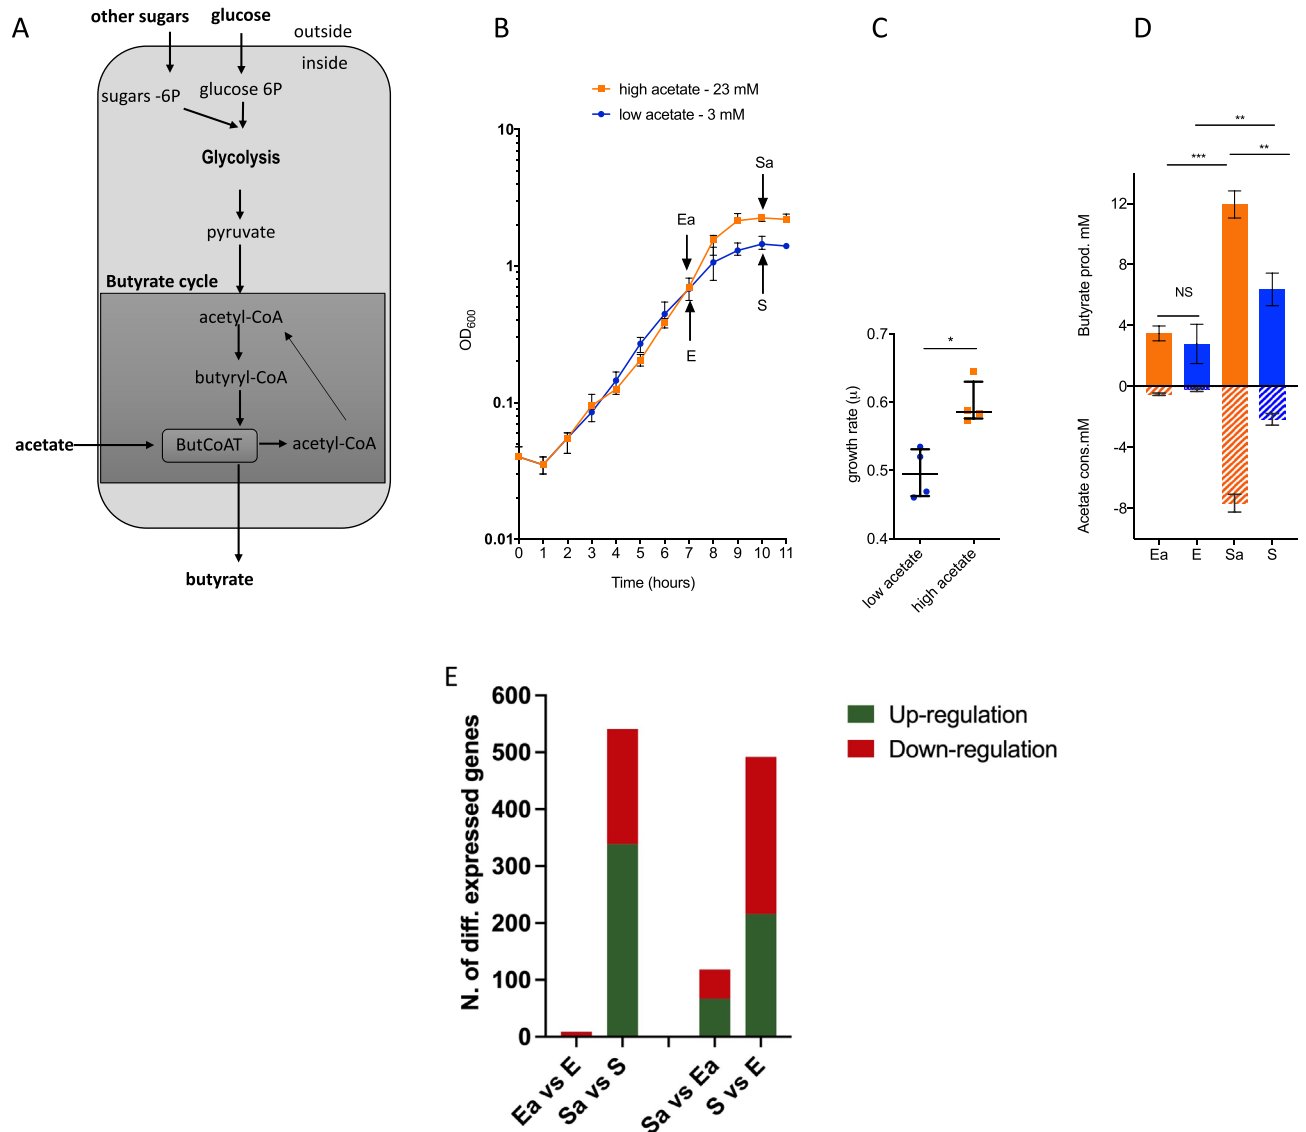 A
other sugars
glucose
outside
inside
sugars -6P
glucose 6P
Glycolysis
pyruvate
Butyrate cycle
acetyl-CoA
butyryl-CoA
acetate
ButCoAT
acetyl-CoA
butyrate
B
high acetate - 23 mM
low acetate - 3 mM
OD600
10
1
0.1
0.01
Ea
E
Sa
S
0 1 2 3 4 5 6 7 8 9 10 11
Time (hours)
C
growth rate (µ)
0.7
0.6
0.5
0.4
*
low acetate
high acetate
D
Butyrate prod. mM
Acetate cons.mM
12
8
4
0
-4
-8
NS
***
**
**
Ea E Sa S
E
N. of diff. expressed genes
600
500
400
300
200
100
0
Ea vs E
Sa vs S
Sa vs Ea
S vs E
Up-regulation
Down-regulation